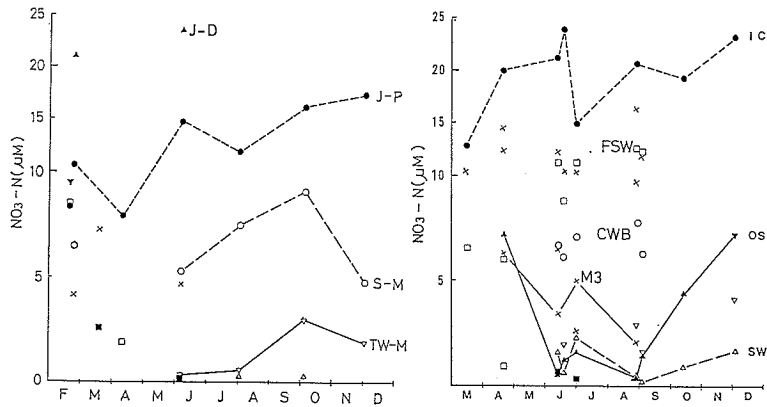 25
20
15
10
5
0
NO3-N(μM)
J-D
J-P
S-M
TW-M
F M A M J J A S O N D
25
20
15
10
5
NO3-N(μM)
IC
FSW
CWB
M3
OS
SW
M A M J J A S O N D